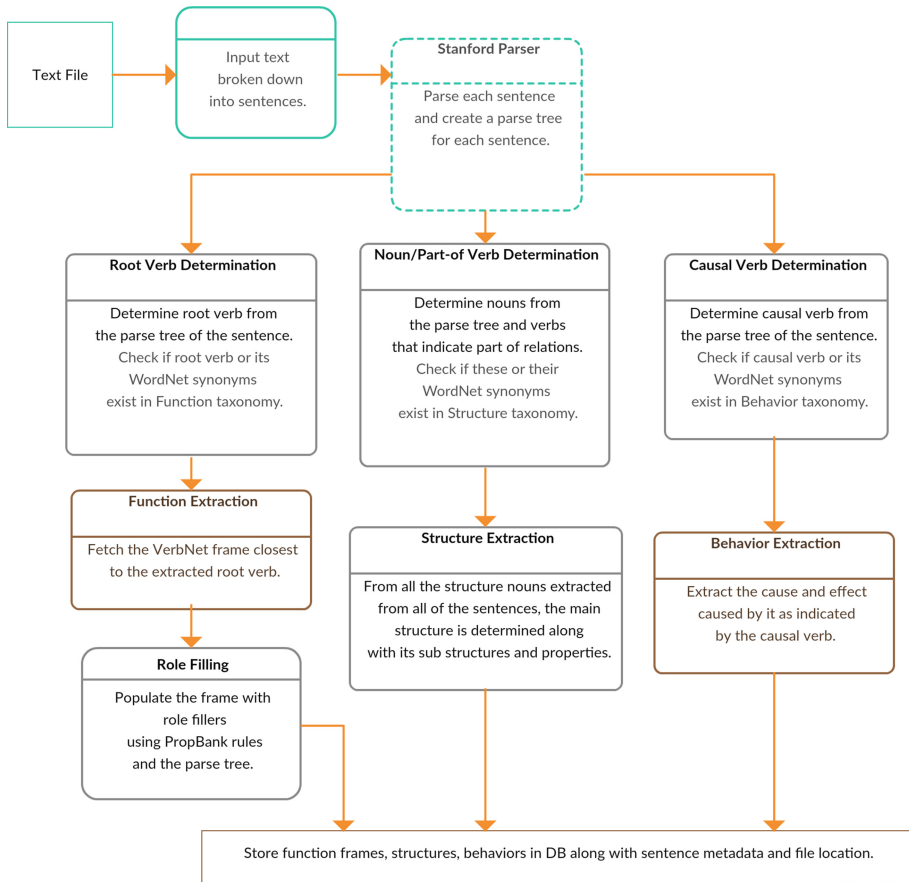 Text File
Input text
broken down
into sentences.
Stanford Parser
Parse each sentence
and create a parse tree
for each sentence.
Root Verb Determination
Determine root verb from
the parse tree of the sentence.
Check if root verb or its
WordNet synonyms
exist in Function taxonomy.
Noun/Part-of Verb Determination
Determine nouns from
the parse tree and verbs
that indicate part of relations.
Check if these or their
WordNet synonyms
exist in Structure taxonomy.
Causal Verb Determination
Determine causal verb from
the parse tree of the sentence.
Check if causal verb or its
WordNet synonyms
exist in Behavior taxonomy.
Function Extraction
Fetch the VerbNet frame closest
to the extracted root verb.
Structure Extraction
From all the structure nouns extracted
from all of the sentences, the main
structure is determined along
with its sub structures and properties.
Behavior Extraction
Extract the cause and effect
caused by it as indicated
by the causal verb.
Role Filling
Populate the frame with
role fillers
using PropBank rules
and the parse tree.
Store function frames, structures, behaviors in DB along with sentence metadata and file location.